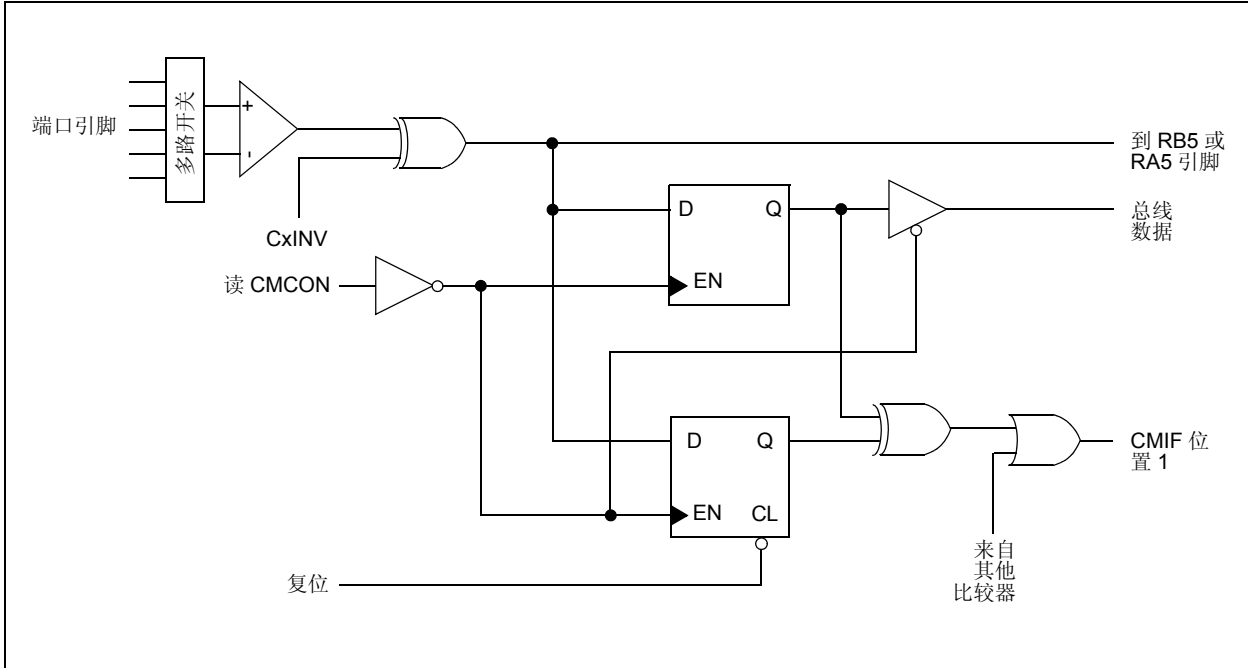 端口引脚
多路开关
+
-
CxINV
到 RB5 或
RA5 引脚
D
Q
EN
总线
数据
读 CMCON
D
Q
EN
CL
CMIF 位
置 1
来自
其他
比较器
复位